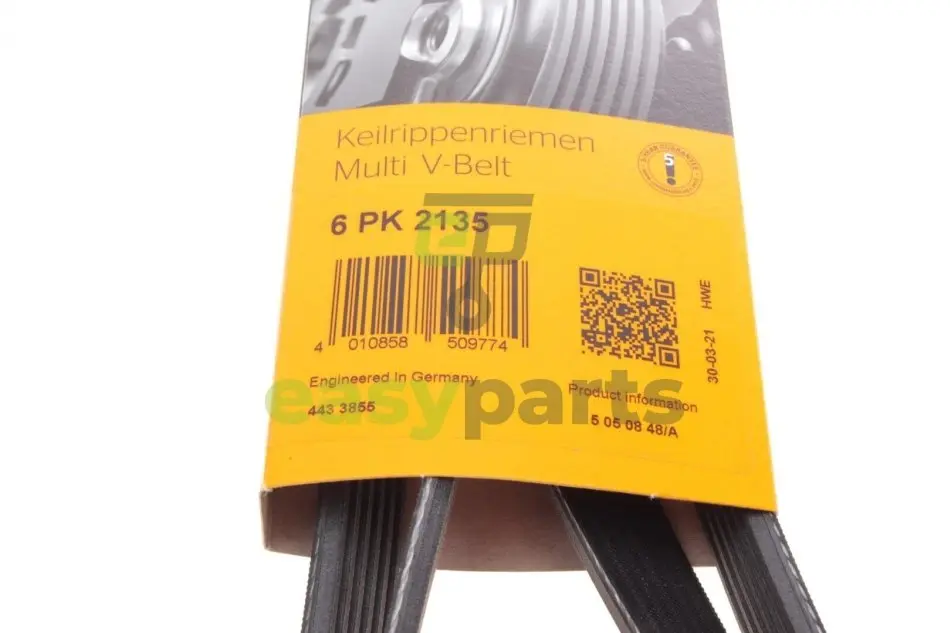 Keilrippenriemen
Multi V-Belt
6 PK 2135
4 010858 509774
Engineered In Germany
443 3855
Product information
5 05 08 48/A
30-03-21 HWE
5
easyparts